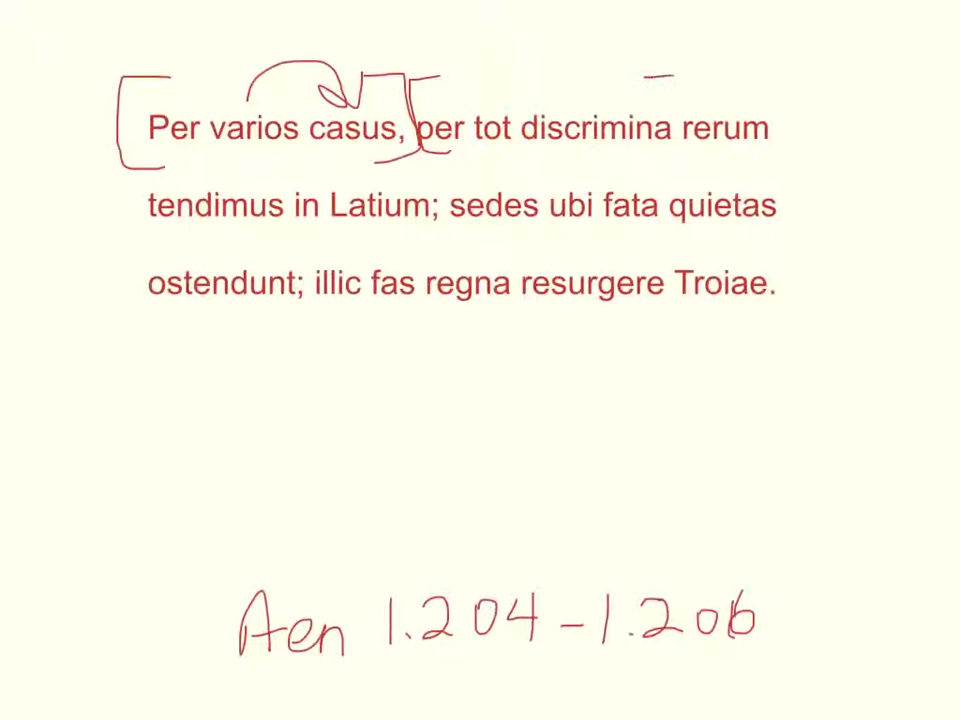 Per varios casus, per tot discrimina rerum
tendimus in Latium; sedes ubi fata quietas
ostendunt; illic fas regna resurgere Troiae.
Aen 1.204-1.206